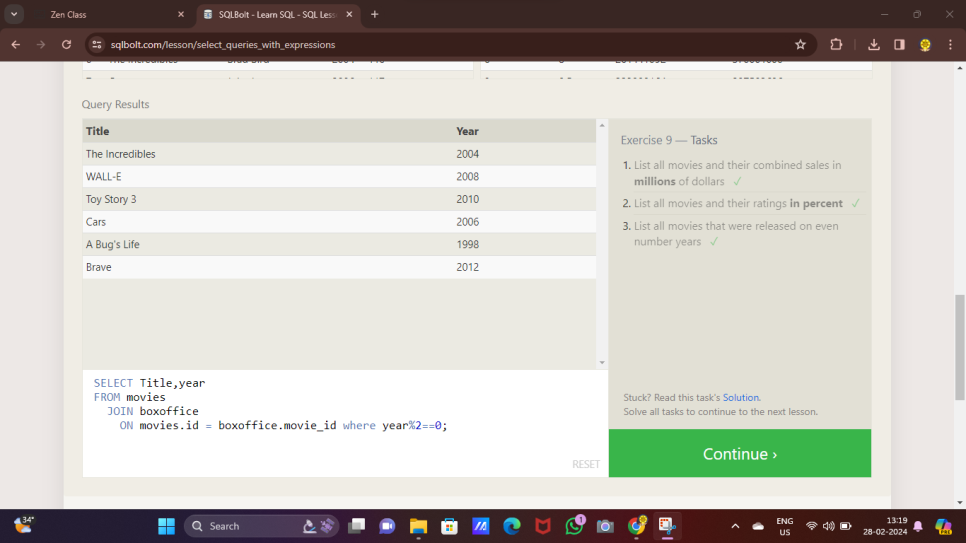 Zen Class
SQLBolt - Learn SQL - SQL Less
sqlbolt.com/lesson/select_queries_with_expressions
Query Results
Title Year
The Incredibles 2004
WALL-E 2008
Toy Story 3 2010
Cars 2006
A Bug's Life 1998
Brave 2012
Exercise 9 — Tasks
1. List all movies and their combined sales in
millions of dollars ✓
2. List all movies and their ratings in percent ✓
3. List all movies that were released on even
number years ✓
SELECT Title,year
FROM movies
JOIN boxoffice
ON movies.id = boxoffice.movie_id where year%2==0;
RESET
Stuck? Read this task's Solution.
Solve all tasks to continue to the next lesson.
Continue ›
34°
Search
1
ENG
US
13:19
28-02-2024